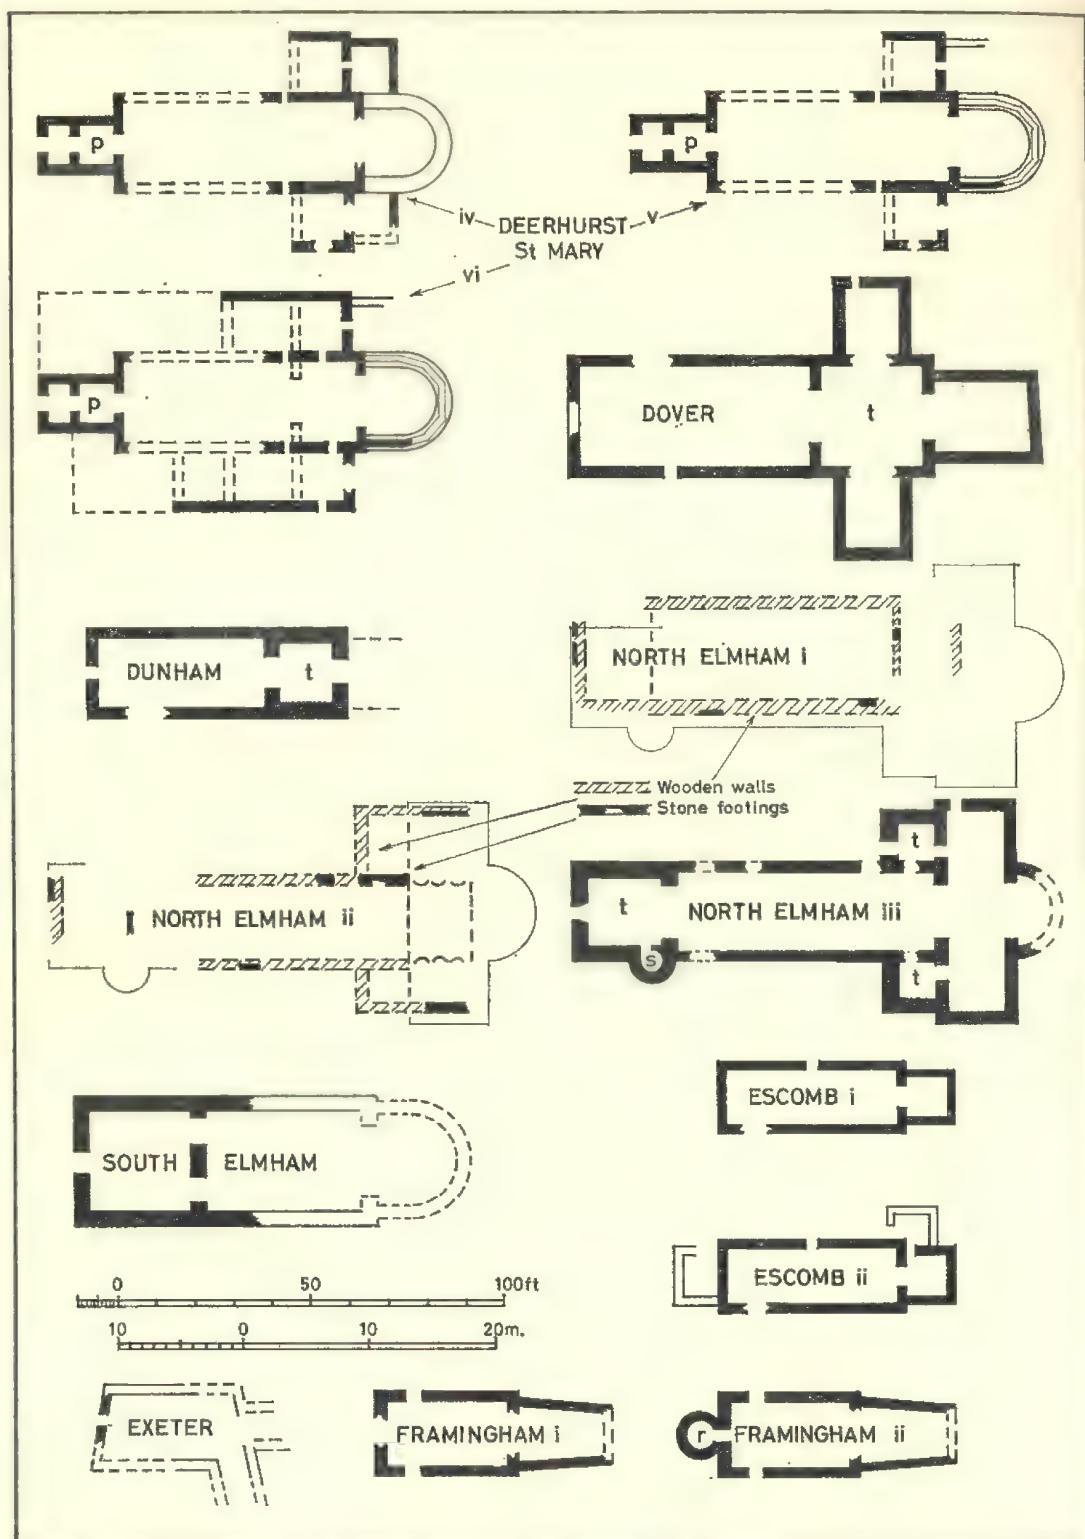 p
p
iv
DEERHURST
v
St MARY
vi
p
DOVER
t
DUNHAM
t
NORTH ELMHAM i
Wooden walls
Stone footings
t
NORTH ELMHAM ii
t
NORTH ELMHAM iii
s
t
ESCOMB i
SOUTH ELMHAM
ESCOMB ii
0 50 100ft
10 0 10 20m.
EXETER
FRAMINGHAM i
r
FRAMINGHAM ii